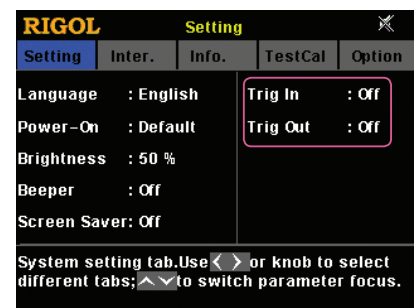 RIGOL Setting
Setting Inter. Info. TestCal Option
Language : English
Power-On : Default
Brightness : 50 %
Beeper : Off
Screen Saver: Off
Trig In : Off
Trig Out : Off
System setting tab.Use < > or knob to select
different tabs; to switch parameter focus.